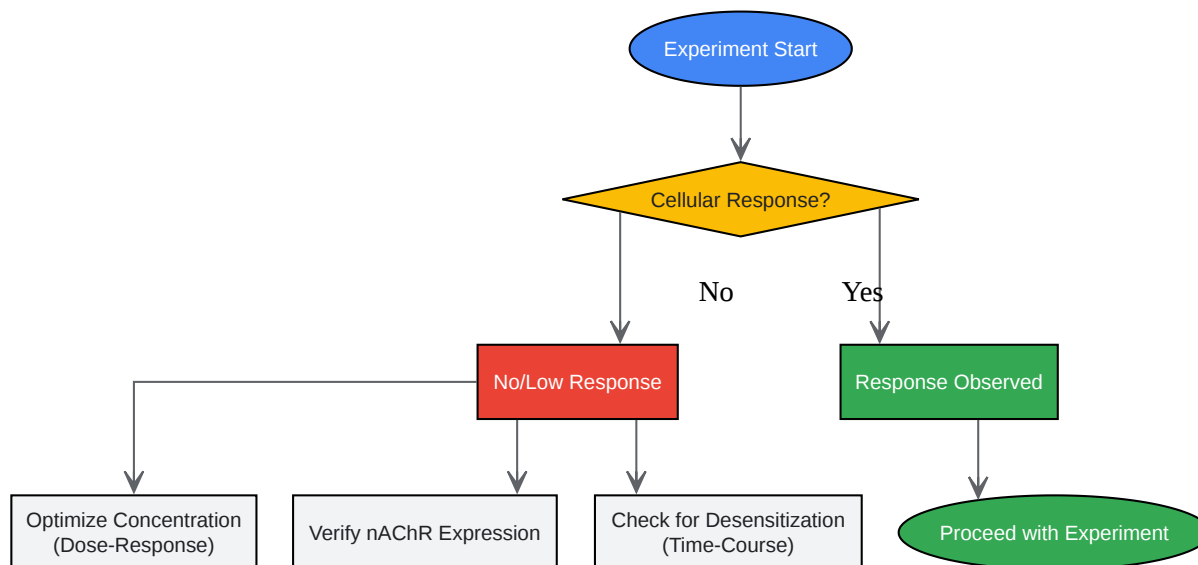 Experiment Start
Cellular Response?
No
Yes
No/Low Response
Response Observed
Optimize Concentration
(Dose-Response)
Verify nAChR Expression
Check for Desensitization
(Time-Course)
Proceed with Experiment